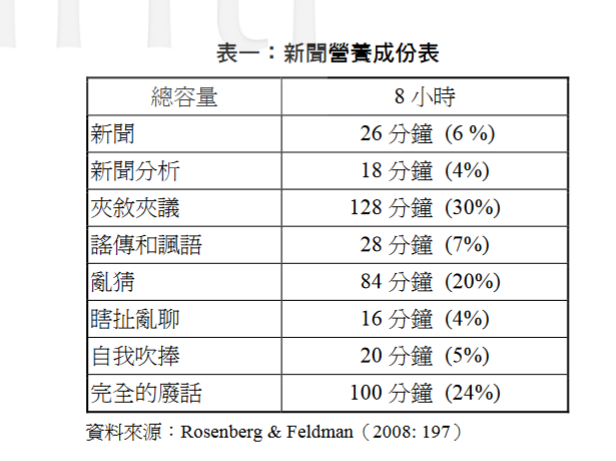 表一：新聞營養成份表
總容量 8 小時
新聞 26 分鐘 (6 %)
新聞分析 18 分鐘 (4%)
夾敘夾議 128 分鐘 (30%)
謠傳和諷語 28 分鐘 (7%)
亂猜 84 分鐘 (20%)
瞎扯亂聊 16 分鐘 (4%)
自我吹捧 20 分鐘 (5%)
完全的廢話 100 分鐘 (24%)
資料來源：Rosenberg & Feldman（2008: 197）